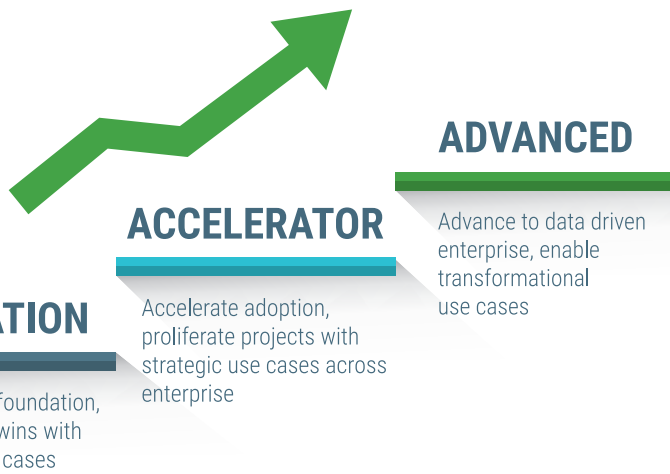 ADVANCED
Advance to data driven
enterprise, enable
transformational
use cases
ACCELERATOR
Accelerate adoption,
proliferate projects with
strategic use cases across
enterprise
ATION
foundation,
wins with
cases